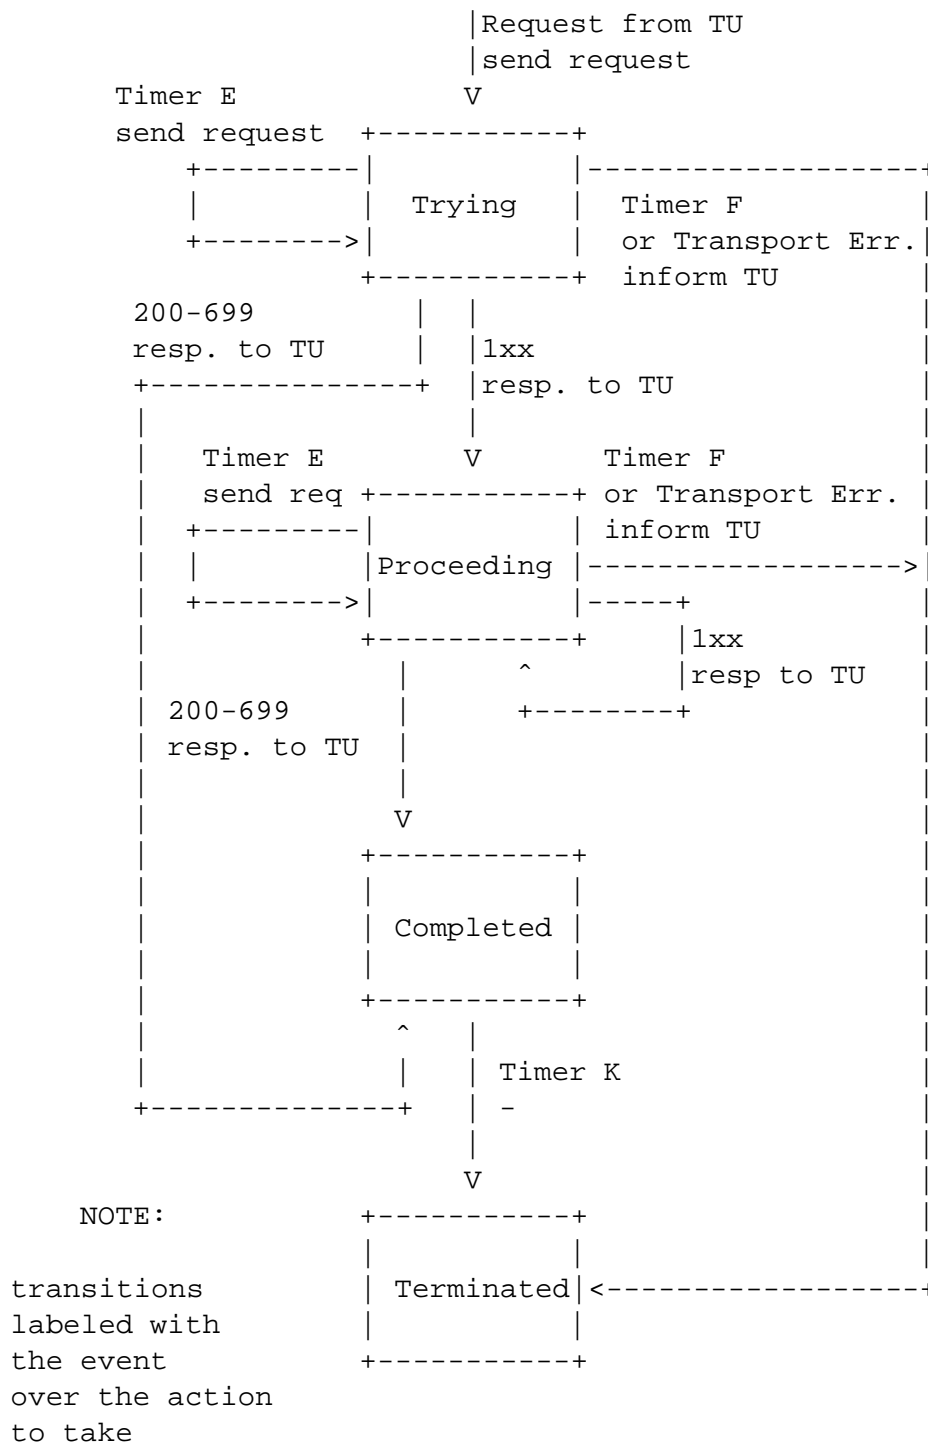 |Request from TU
|send request
Timer E V
send request +-----------+
+---------| |-------------------+
| | Trying | Timer F |
+-------->| | or Transport Err.|
+-----------+ inform TU |
200-699 | | |
resp. to TU | |1xx |
+---------------+ |resp. to TU |
| | |
| Timer E V Timer F |
| send req +-----------+ or Transport Err. |
| +---------| | inform TU |
| | |Proceeding |------------------>|
| +-------->| |-----+ |
| +-----------+ |1xx |
| | ^ |resp to TU |
| 200-699 | +--------+ |
| resp. to TU | |
| | |
| V |
| +-----------+ |
| | | |
| | Completed | |
| | | |
| +-----------+ |
| ^ | |
| | | Timer K |
+--------------+ | - |
| |
V |
NOTE: +-----------+ |
| | |
transitions | Terminated|<------------------+
labeled with | |
the event +-----------+
over the action
to take